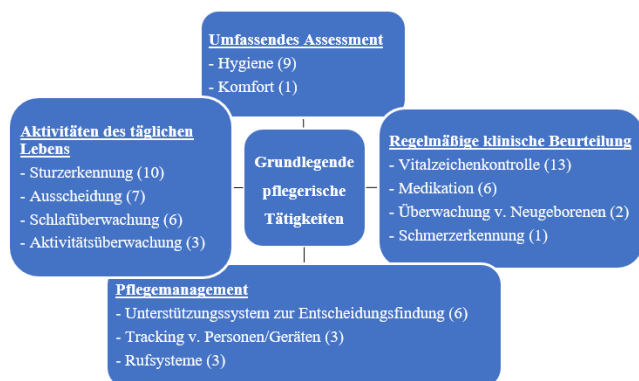 Umfassendes Assessment
- Hygiene (9)
- Komfort (1)
Aktivitäten des täglichen
Lebens
- Sturzerkennung (10)
- Ausscheidung (7)
- Schlafüberwachung (6)
- Aktivitätsüberwachung (3)
Grundlegende
pflegerische
Tätigkeiten
Regelmäßige klinische Beurteilung
- Vitalzeichenkontrolle (13)
- Medikation (6)
- Überwachung v. Neugeborenen (2)
- Schmerzerkennung (1)
Pflegemanagement
- Unterstützungssystem zur Entscheidungsfindung (6)
- Tracking v. Personen/Geräten (3)
- Rufsysteme (3)